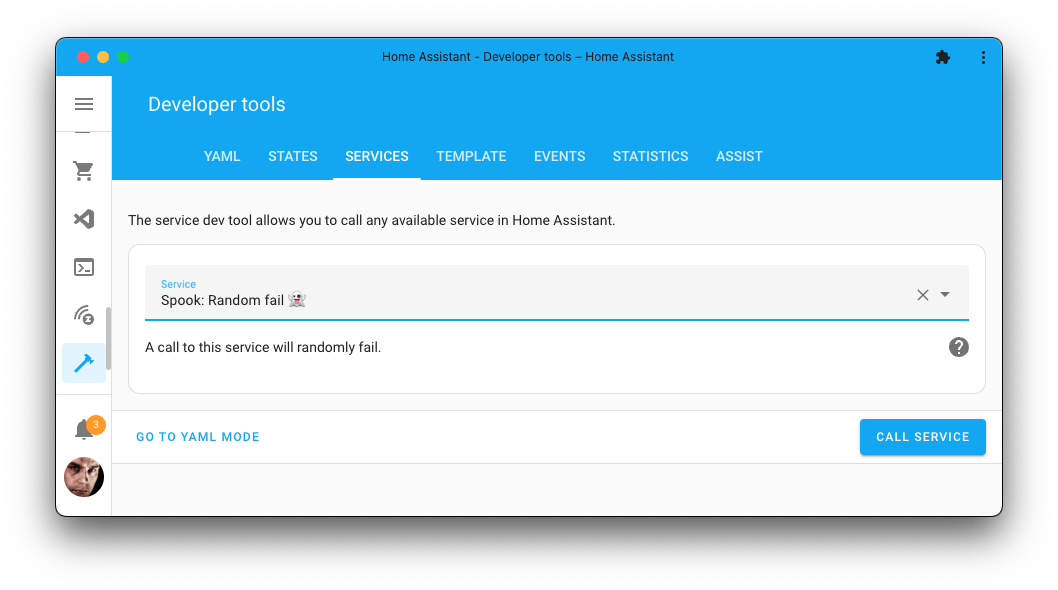 Home Assistant - Developer tools – Home Assistant
Developer tools
YAML STATES SERVICES TEMPLATE EVENTS STATISTICS ASSIST
The service dev tool allows you to call any available service in Home Assistant.
Service
Spook: Random fail 👻
A call to this service will randomly fail.
3
GO TO YAML MODE
CALL SERVICE